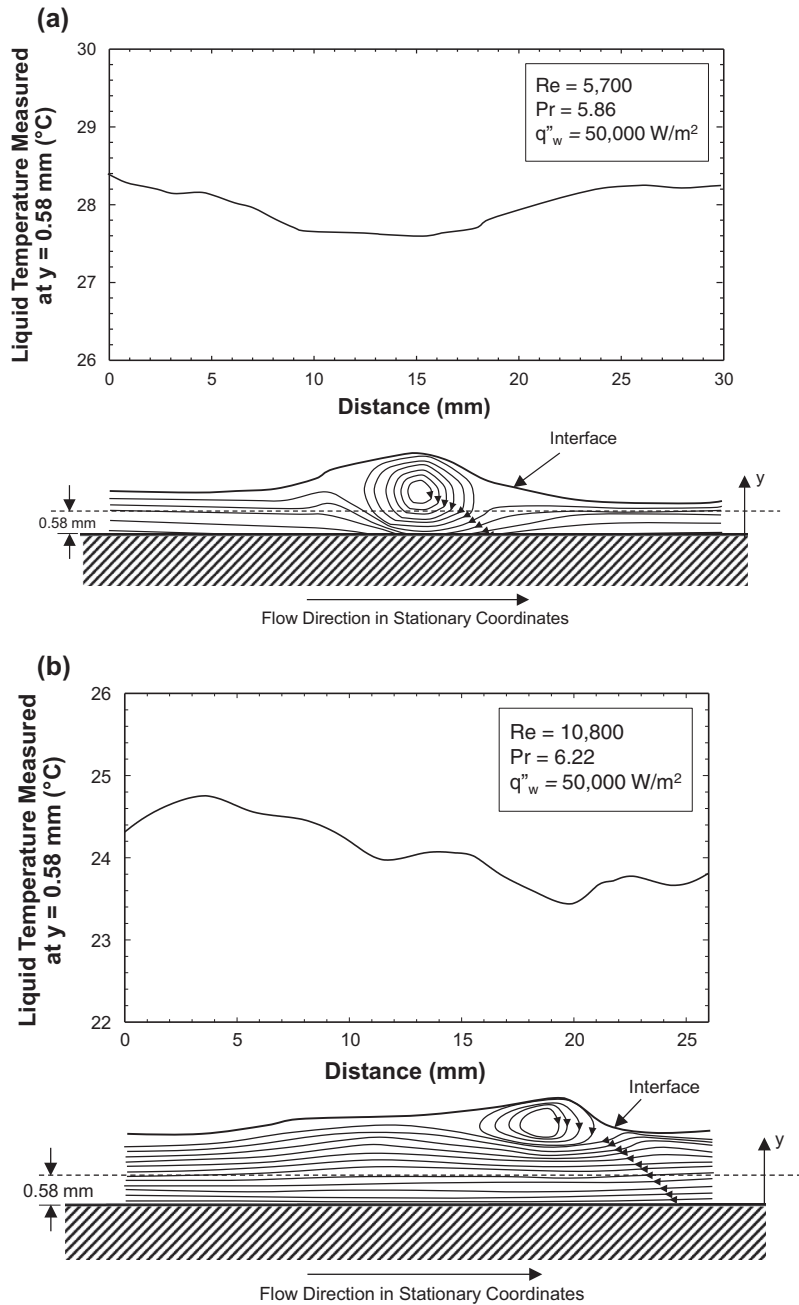 (a)
Liquid Temperature Measured
at y = 0.58 mm (°C)
30
29
28
27
26
Re = 5,700
Pr = 5.86
q”w = 50,000 W/m²
0
5
10
15
20
25
30
Distance (mm)
Interface
y
0.58 mm
Flow Direction in Stationary Coordinates
(b)
Liquid Temperature Measured
at y = 0.58 mm (°C)
26
25
24
23
22
Re = 10,800
Pr = 6.22
q”w = 50,000 W/m²
0
5
10
15
20
25
Distance (mm)
Interface
y
0.58 mm
Flow Direction in Stationary Coordinates